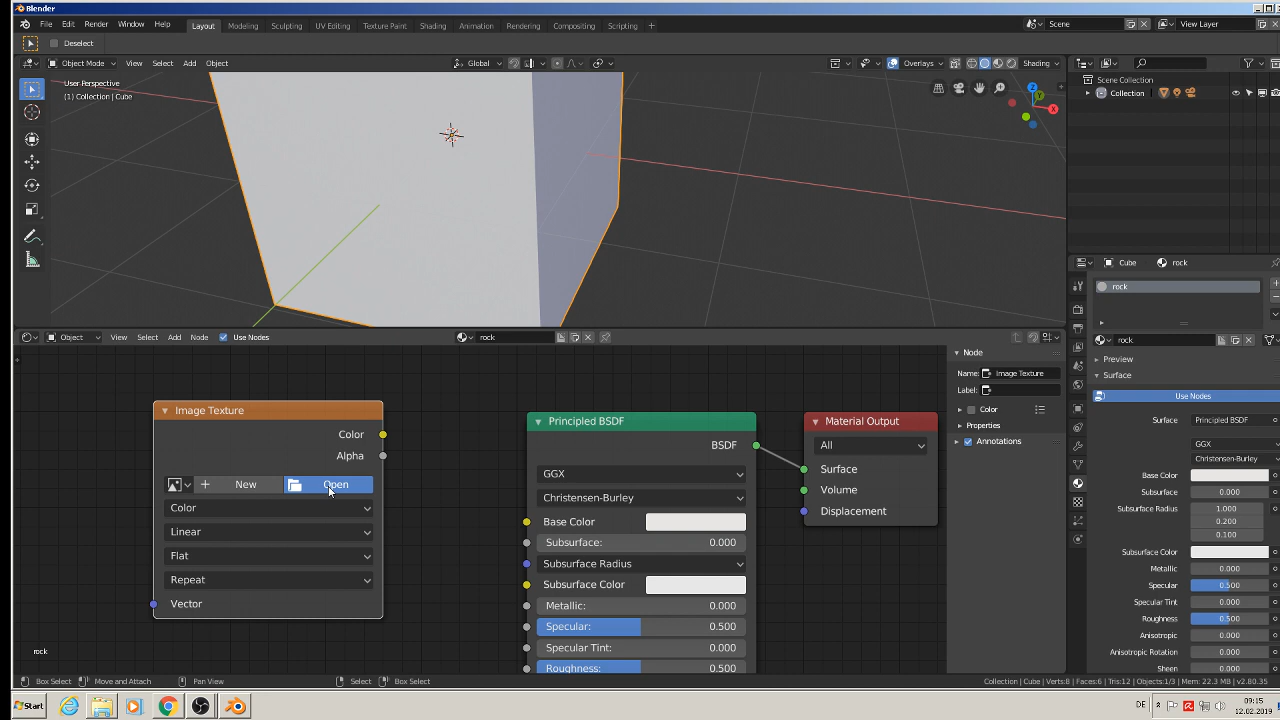 Blender
File Edit Render Window Help Layout Modeling Sculpting UV Editing Texture Paint Shading Animation Rendering Compositing Scripting + Scene View Layer
Deselect
Object Mode View Select Add Object Global Overlays Shading
User Perspective
(1) Collection | Cube
Z
Y
X
Scene Collection
Collection
Cube rock
rock
Object View Select Add Node Use Nodes rock
rock
Preview
Surface
Use Nodes
Surface: Principled BSDF
GGX
Christensen-Burley
Base Color
Subsurface 0.000
Subsurface Radius 1.000
0.200
0.100
Subsurface Color
Metallic 0.000
Specular 0.500
Specular Tint 0.000
Roughness 0.500
Anisotropic 0.000
Anisotropic Rotation 0.000
Sheen 0.000
Node
Name: Image Texture
Label:
Color
Properties
Annotations
Image Texture
Color
Alpha
New Open
Color
Linear
Flat
Repeat
Vector
Principled BSDF
BSDF
GGX
Christensen-Burley
Base Color
Subsurface: 0.000
Subsurface Radius
Subsurface Color
Metallic: 0.000
Specular: 0.500
Specular Tint: 0.000
Roughness: 0.500
Material Output
All
Surface
Volume
Displacement
rock
Box Select Move and Attach Pan View Select Box Select Collection | Cube | Verts:8 | Faces:6 | Tris:12 | Objects:1/3 | Mem: 22.3 MB | v2.80.35
Start DE 09:15
12.02.2019